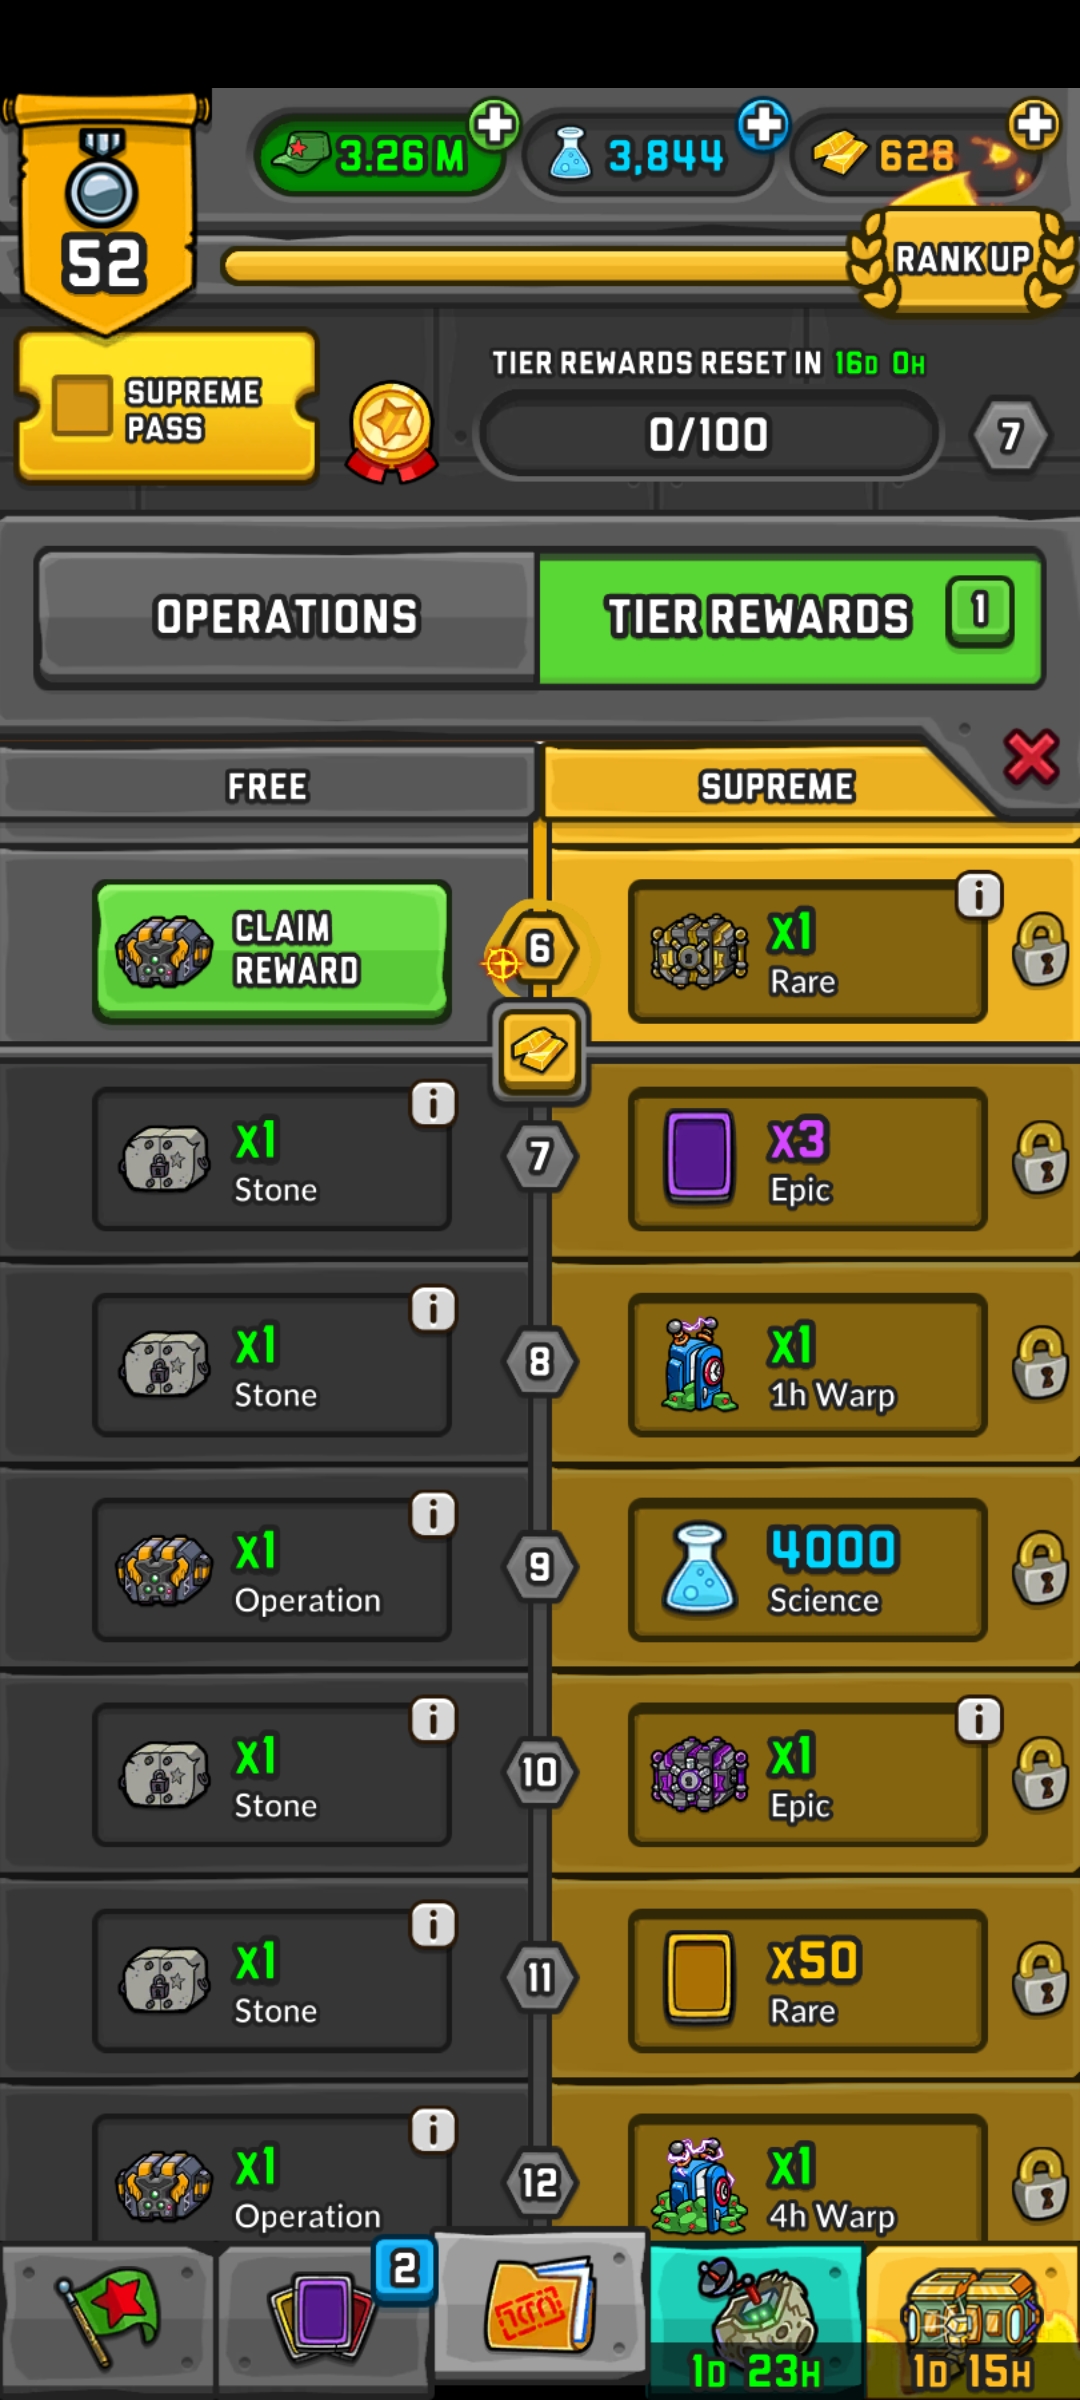 52
3.26 M
3,844
628
RANK UP
SUPREME
PASS
TIER REWARDS RESET IN 16D 0H
0/100
7
OPERATIONS
TIER REWARDS
1
FREE
SUPREME
CLAIM
REWARD
6
i
x1
Rare
i
x1
Stone
7
x3
Epic
i
x1
Stone
8
x1
1h Warp
i
x1
Operation
9
4000
Science
i
x1
Stone
10
i
x1
Epic
i
x1
Stone
11
x50
Rare
i
x1
Operation
12
x1
4h Warp
2
1D 23H
1D 15H